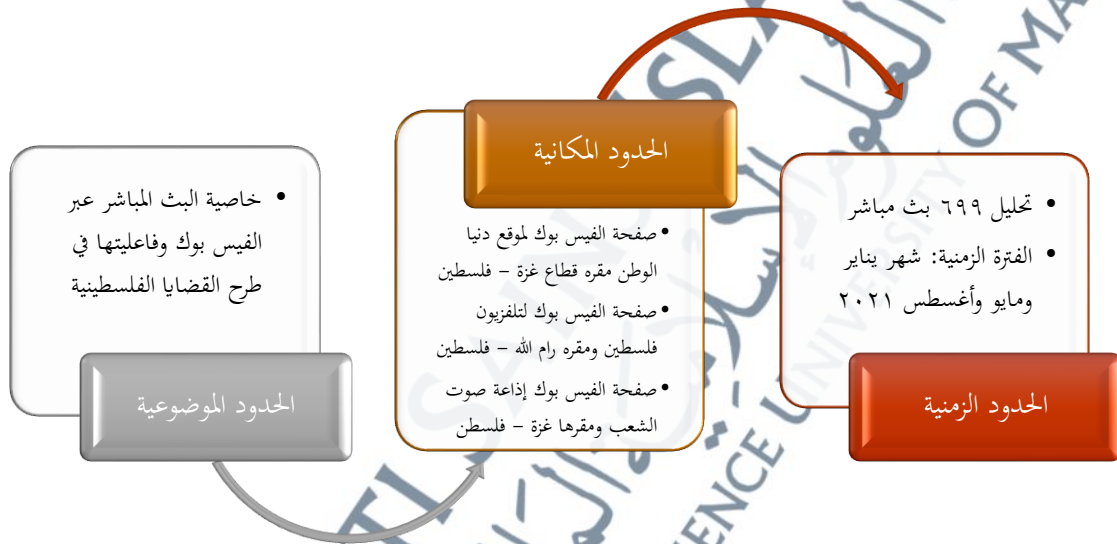 • خاصية البث المباشر عبر
الفيس بوك وفاعليتها في
طرح القضايا الفلسطينية
الحدود الموضوعية
الحدود المكانية
•صفحة الفيس بوك لموقع دنيا
الوطن مقره قطاع غزة – فلسطين
•صفحة الفيس بوك لتلفزيون
فلسطين ومقره رام الله – فلسطين
•صفحة الفيس بوك إذاعة صوت
الشعب ومقرها غزة – فلسطن
• تحليل ٦٩٩ بث مباشر
• الفترة الزمنية: شهر يناير
ومايو وأغسطس ٢٠٢١
الحدود الزمنية